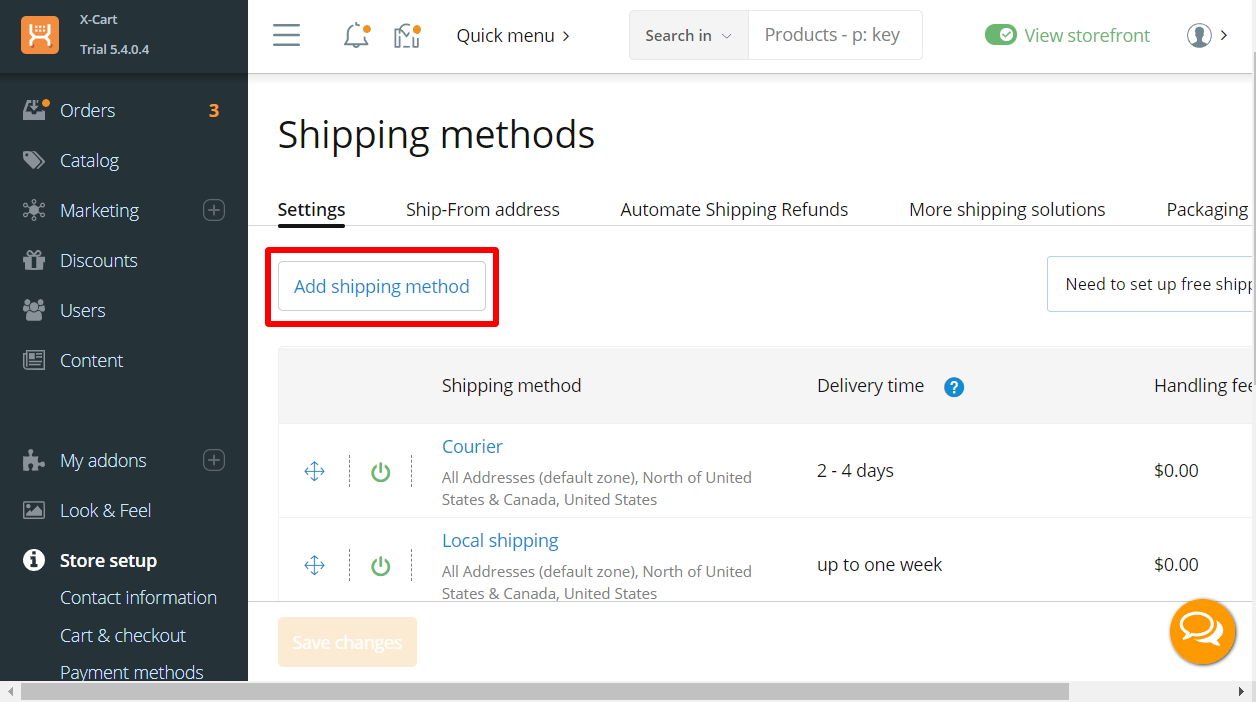 X-Cart
Trial 5.4.0.4
Quick menu
Search in
Products - p: key
View storefront
Orders 3
Catalog
Marketing
Discounts
Users
Content
My addons
Look & Feel
Store setup
Contact information
Cart & checkout
Payment methods
Shipping methods
Settings
Ship-From address
Automate Shipping Refunds
More shipping solutions
Packaging
Add shipping method
Need to set up free shipp
Shipping method
Delivery time ?
Handling fee
Courier
All Addresses (default zone), North of United
States & Canada, United States
2 - 4 days
$0.00
Local shipping
All Addresses (default zone), North of United
States & Canada, United States
up to one week
$0.00
Save changes